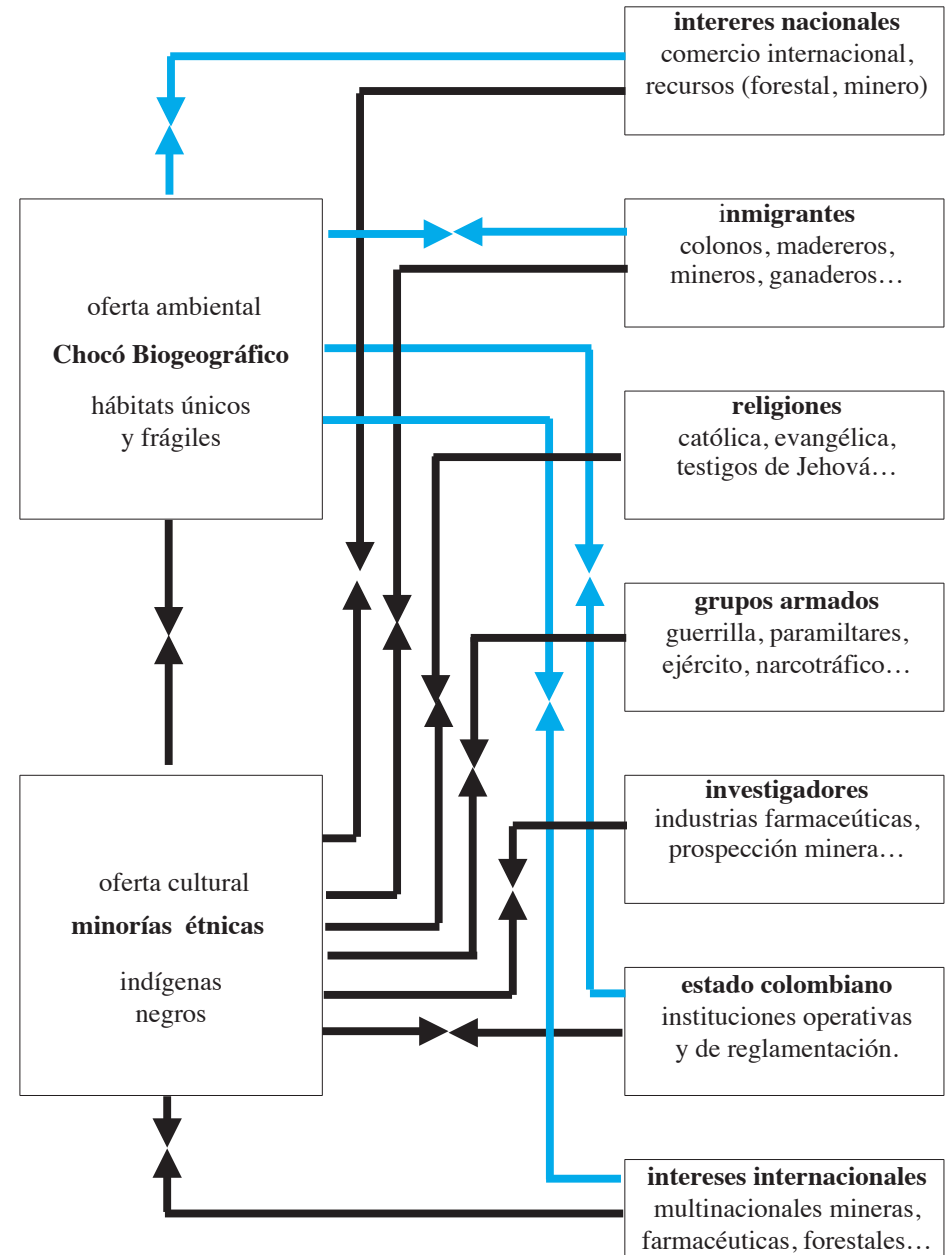 intereres nacionales
comercio internacional,
recursos (forestal, minero)
inmigrantes
colonos, madereros,
mineros, ganaderos…
oferta ambiental
Chocó Biogeográfico
hábitats únicos
y frágiles
religiones
católica, evangélica,
testigos de Jehová…
grupos armados
guerrilla, paramiltares,
ejército, narcotráfico…
investigadores
industrias farmaceúticas,
prospección minera…
oferta cultural
minorías étnicas
indígenas
negros
estado colombiano
instituciones operativas
y de reglamentación.
intereses internacionales
multinacionales mineras,
farmacéuticas, forestales…